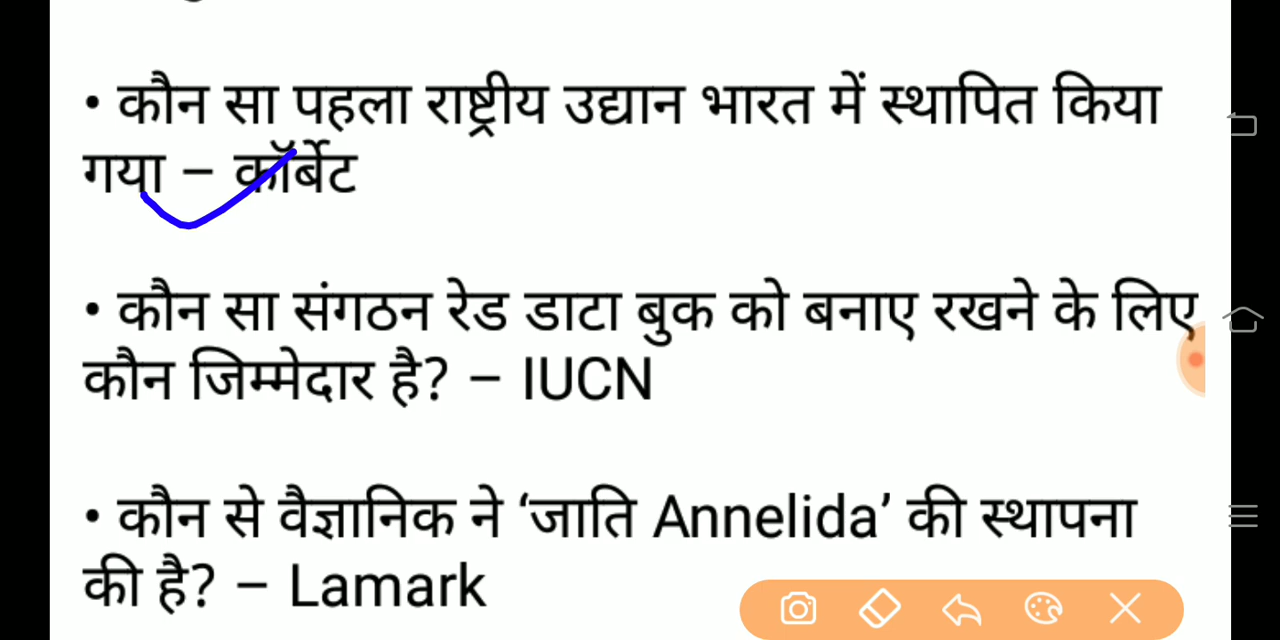 • कौन सा पहला राष्ट्रीय उद्यान भारत में स्थापित किया
गया – कॉर्बेट
• कौन सा संगठन रेड डाटा बुक को बनाए रखने के लिए
कौन जिम्मेदार है? – IUCN
• कौन से वैज्ञानिक ने ‘जाति Annelida’ की स्थापना
की है? – Lamark